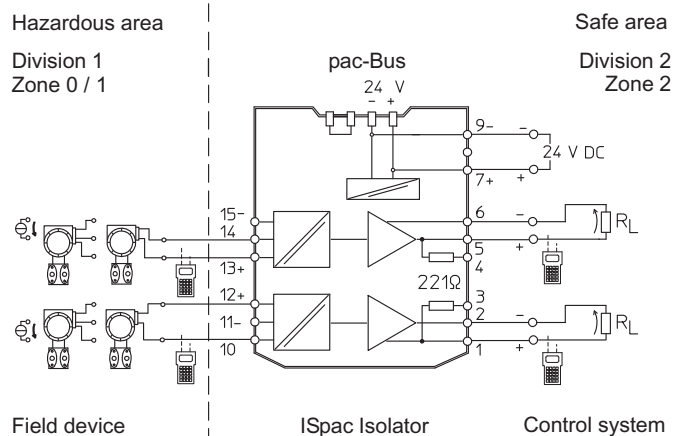 Hazardous area
Safe area
Division 1
Zone 0 / 1
pac-Bus
Division 2
Zone 2
24 V
- +
9-
-
24 V DC
7+
+
15-
14
13+
6
-
5
+
4
RL
221Ω
12+
11-
10
3
2
-
1
+
RL
Field device
ISpac Isolator
Control system